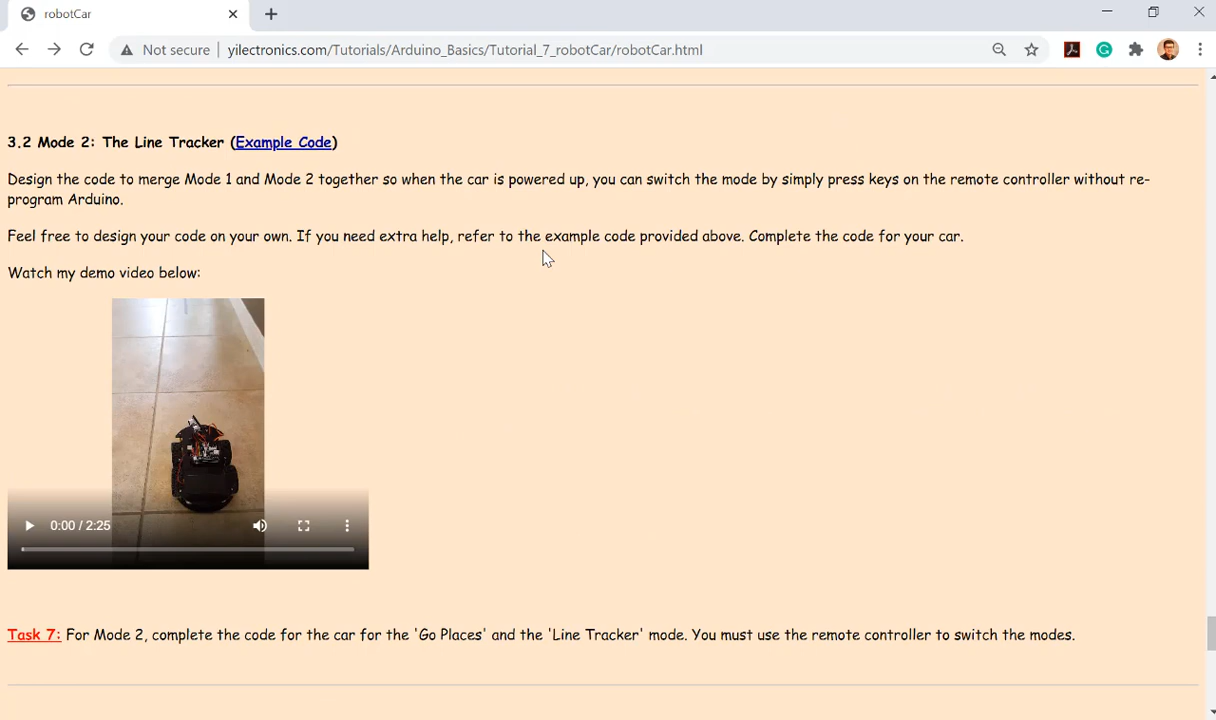 robotCar
Not secure
yilectronics.com/Tutorials/Arduino_Basics/Tutorial_7_robotCar/robotCar.html
3.2 Mode 2: The Line Tracker (Example Code)
Design the code to merge Mode 1 and Mode 2 together so when the car is powered up, you can switch the mode by simply press keys on the remote controller without re-
program Arduino.
Feel free to design your code on your own. If you need extra help, refer to the example code provided above. Complete the code for your car.
Watch my demo video below:
0:00 / 2:25
Task 7: For Mode 2, complete the code for the car for the 'Go Places' and the 'Line Tracker' mode. You must use the remote controller to switch the modes.